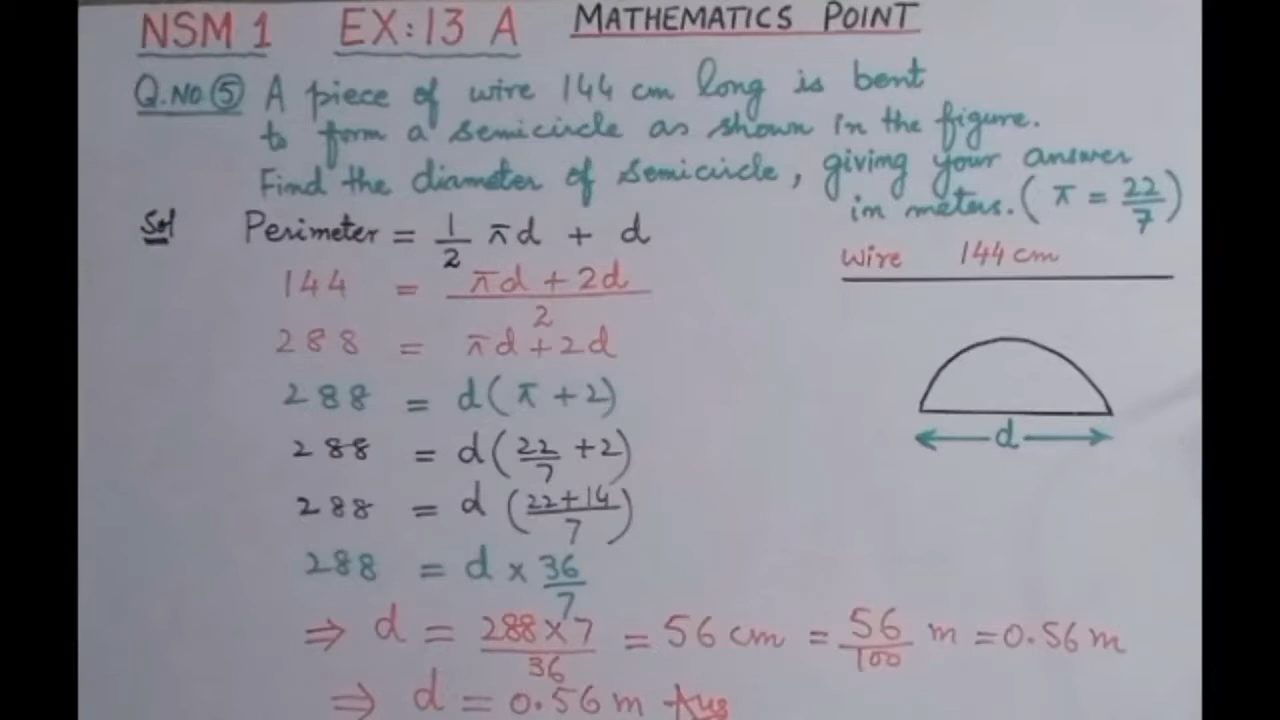 NSM 1 EX:13 A MATHEMATICS POINT
Q.NO.⑤ A piece of wire 144 cm long is bent
to form a semicircle as shown in the figure.
Find the diameter of semicircle, giving your answer
in meters. (π = 22/7)
Sol Perimeter = 1/2 πd + d
wire 144 cm
144 = πd + 2d / 2
288 = πd + 2d
288 = d(π + 2)
288 = d(22/7 + 2)
d
288 = d (22+14/7)
288 = d × 36/7
⇒ d = 288×7/36 = 56 cm = 56/100 m = 0.56 m
⇒ d = 0.56 m Ans